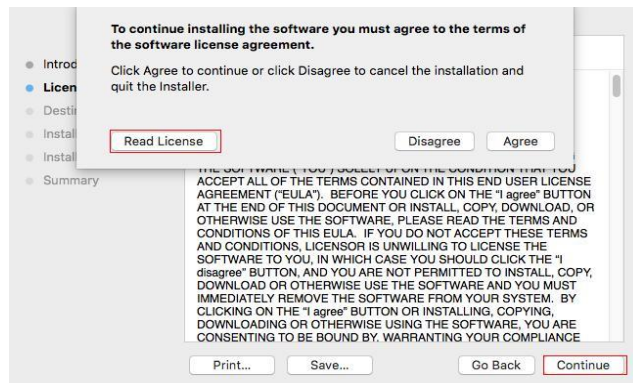 To continue installing the software you must agree to the terms of
the software license agreement.
Click Agree to continue or click Disagree to cancel the installation and
quit the Installer.
Read License
Disagree
Agree
Introd
Licen
Desti
Install
Install
Summary
THE SOFTWARE ("YOU") SOLELY UPON THE CONDITION THAT YOU
ACCEPT ALL OF THE TERMS CONTAINED IN THIS END USER LICENSE
AGREEMENT ("EULA"). BEFORE YOU CLICK ON THE "I agree" BUTTON
AT THE END OF THIS DOCUMENT OR INSTALL, COPY, DOWNLOAD, OR
OTHERWISE USE THE SOFTWARE, PLEASE READ THE TERMS AND
CONDITIONS OF THIS EULA. IF YOU DO NOT ACCEPT THESE TERMS
AND CONDITIONS, LICENSOR IS UNWILLING TO LICENSE THE
SOFTWARE TO YOU, IN WHICH CASE YOU SHOULD CLICK THE "I
disagree" BUTTON, AND YOU ARE NOT PERMITTED TO INSTALL, COPY,
DOWNLOAD OR OTHERWISE USE THE SOFTWARE AND YOU MUST
IMMEDIATELY REMOVE THE SOFTWARE FROM YOUR SYSTEM. BY
CLICKING ON THE "I agree" BUTTON OR INSTALLING, COPYING,
DOWNLOADING OR OTHERWISE USING THE SOFTWARE, YOU ARE
CONSENTING TO BE BOUND BY, WARRANTING YOUR COMPLIANCE
Print...
Save...
Go Back
Continue